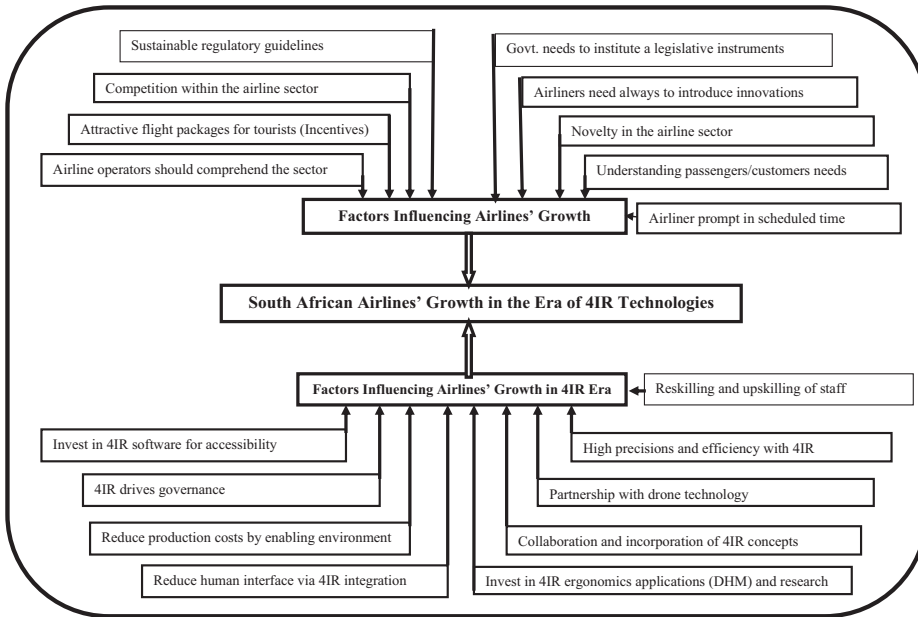 Sustainable regulatory guidelines
Govt. needs to institute a legislative instruments
Competition within the airline sector
Airliners need always to introduce innovations
Attractive flight packages for tourists (Incentives)
Novelty in the airline sector
Airline operators should comprehend the sector
Understanding passengers/customers needs
Factors Influencing Airlines' Growth
Airliner prompt in scheduled time
South African Airlines' Growth in the Era of 4IR Technologies
Factors Influencing Airlines' Growth in 4IR Era
Reskilling and upskilling of staff
Invest in 4IR software for accessibility
High precisions and efficiency with 4IR
4IR drives governance
Partnership with drone technology
Reduce production costs by enabling environment
Collaboration and incorporation of 4IR concepts
Reduce human interface via 4IR integration
Invest in 4IR ergonomics applications (DHM) and research